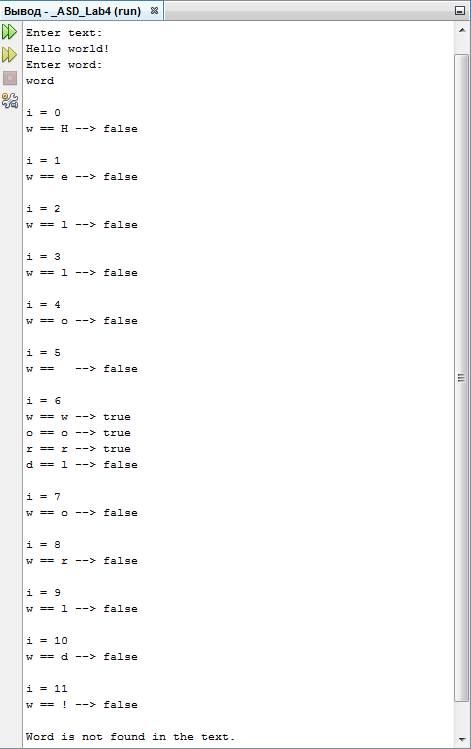 Вывод - _ASD_Lab4 (run)
Enter text:
Hello world!
Enter word:
word
i = 0
w == H --> false
i = 1
w == e --> false
i = 2
w == l --> false
i = 3
w == l --> false
i = 4
w == o --> false
i = 5
w ==   --> false
i = 6
w == w --> true
o == o --> true
r == r --> true
d == l --> false
i = 7
w == o --> false
i = 8
w == r --> false
i = 9
w == l --> false
i = 10
w == d --> false
i = 11
w == ! --> false
Word is not found in the text.